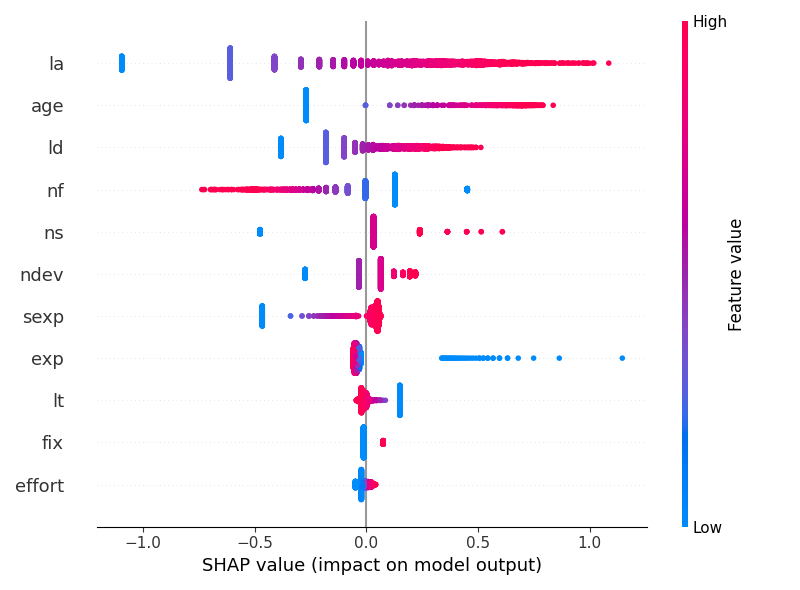 High
la
age
ld
nf
ns
ndev
sexp
exp
lt
fix
effort
Feature value
Low
−1.0 −0.5 0.0 0.5 1.0
SHAP value (impact on model output)